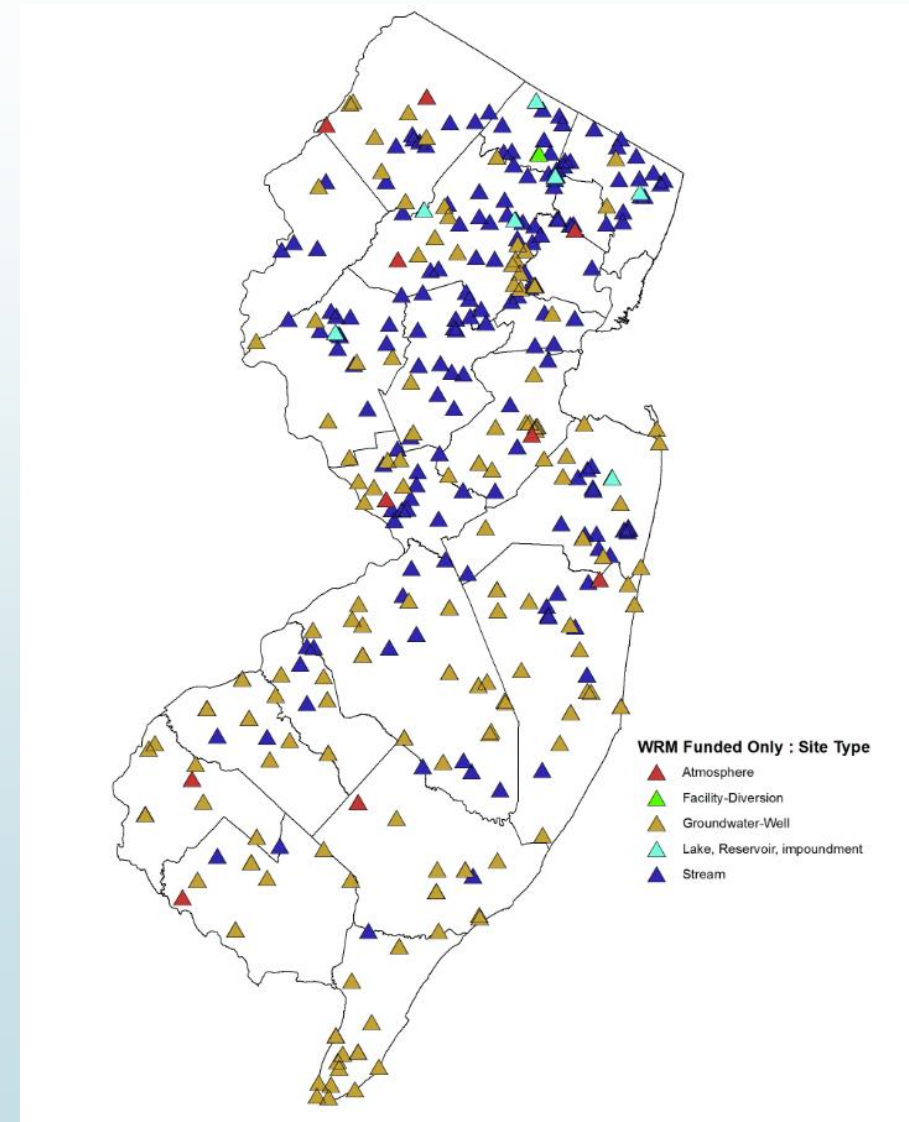 WRM Funded Only : Site Type
Atmosphere
Facility-Diversion
Groundwater-Well
Lake, Reservoir, impoundment
Stream